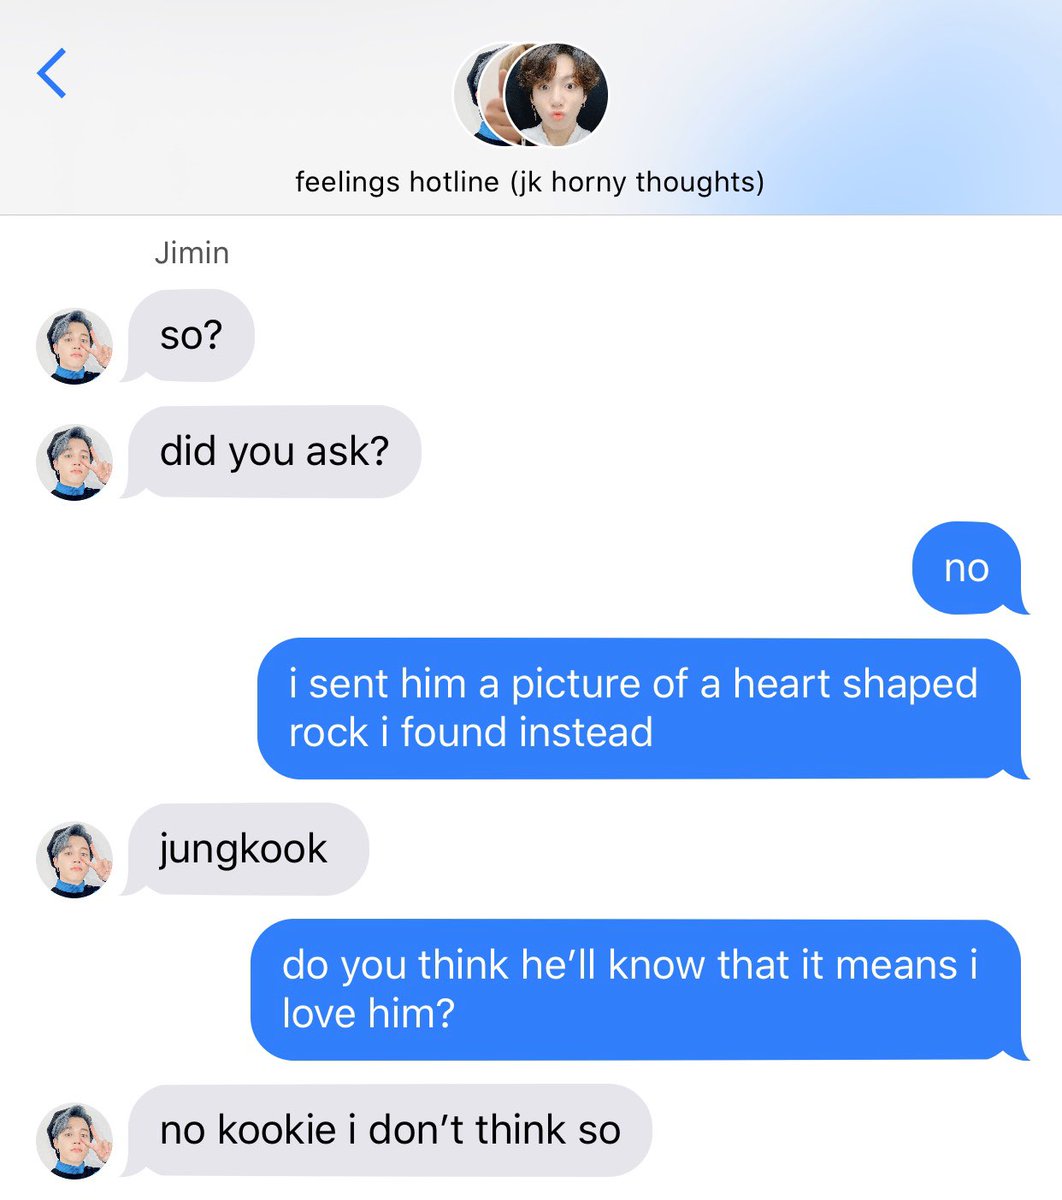 feelings hotline (jk horny thoughts)
Jimin
so?
did you ask?
no
i sent him a picture of a heart shaped
rock i found instead
jungkook
do you think he’ll know that it means i
love him?
no kookie i don’t think so